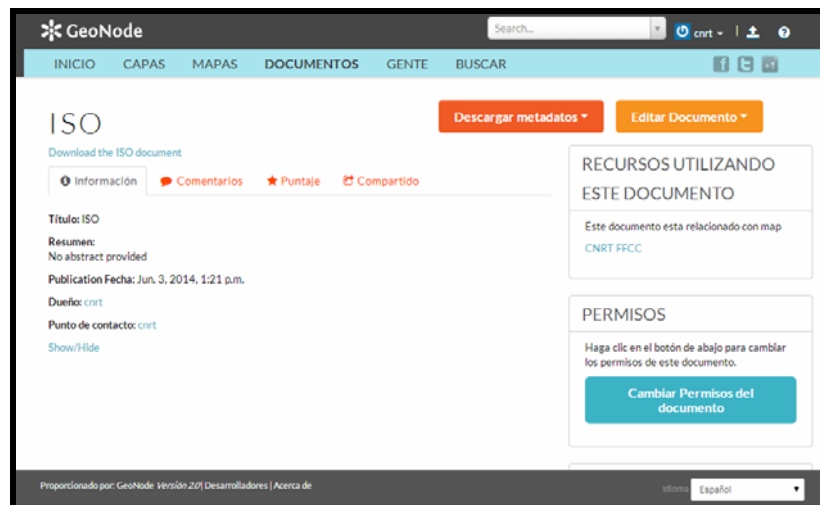 GeoNode
Search...
cnrt
INICIO CAPAS MAPAS DOCUMENTOS GENTE BUSCAR
ISO
Descargar metadatos
Editar Documento
Download the ISO document
Información Comentarios Puntaje Compartido
Título: ISO
Resumen:
No abstract provided
Publication Fecha: Jun. 3, 2014, 1:21 p.m.
Dueño: cnrt
Punto de contacto: cnrt
Show/Hide
RECURSOS UTILIZANDO
ESTE DOCUMENTO
Este documento esta relacionado con map
CNRT FFCC
PERMISOS
Haga clic en el botón de abajo para cambiar
los permisos de este documento.
Cambiar Permisos del
documento
Proporcionado por: GeoNode Versión 2.0| Desarrolladores | Acerca de
Idioma Español